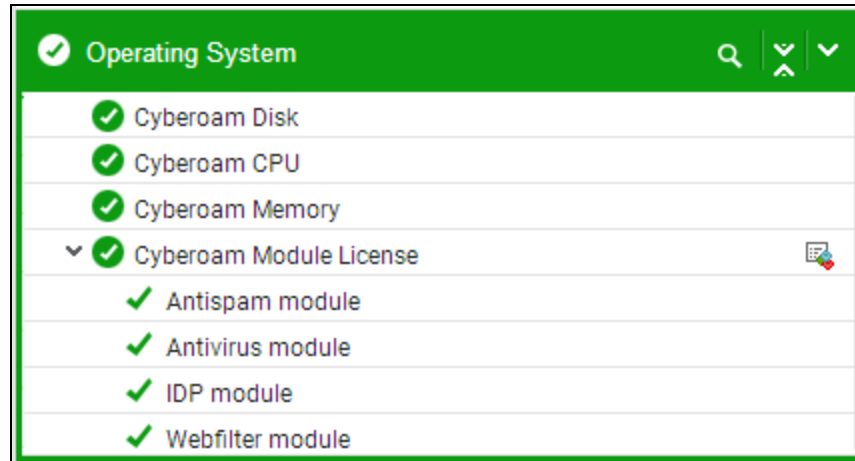 Operating System
Cyberoam Disk
Cyberoam CPU
Cyberoam Memory
Cyberoam Module License
Antispam module
Antivirus module
IDP module
Webfilter module